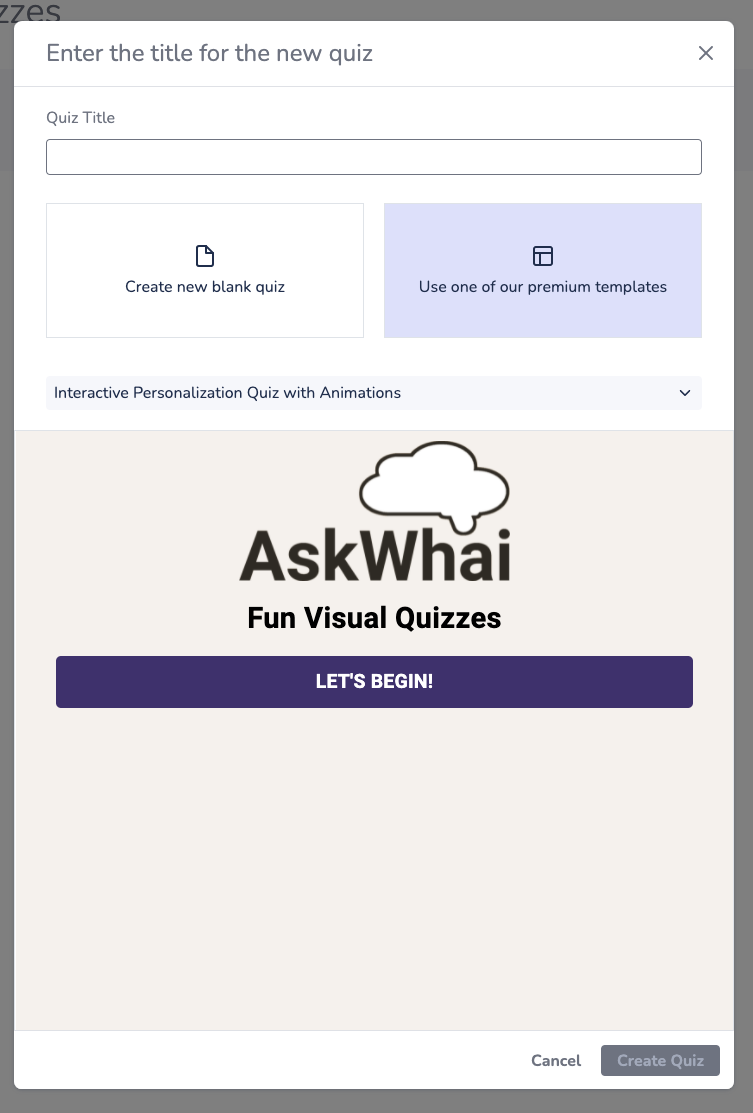 zzes
Enter the title for the new quiz
Quiz Title
Create new blank quiz
Use one of our premium templates
Interactive Personalization Quiz with Animations
AskWhai
Fun Visual Quizzes
LET'S BEGIN!
Cancel
Create Quiz